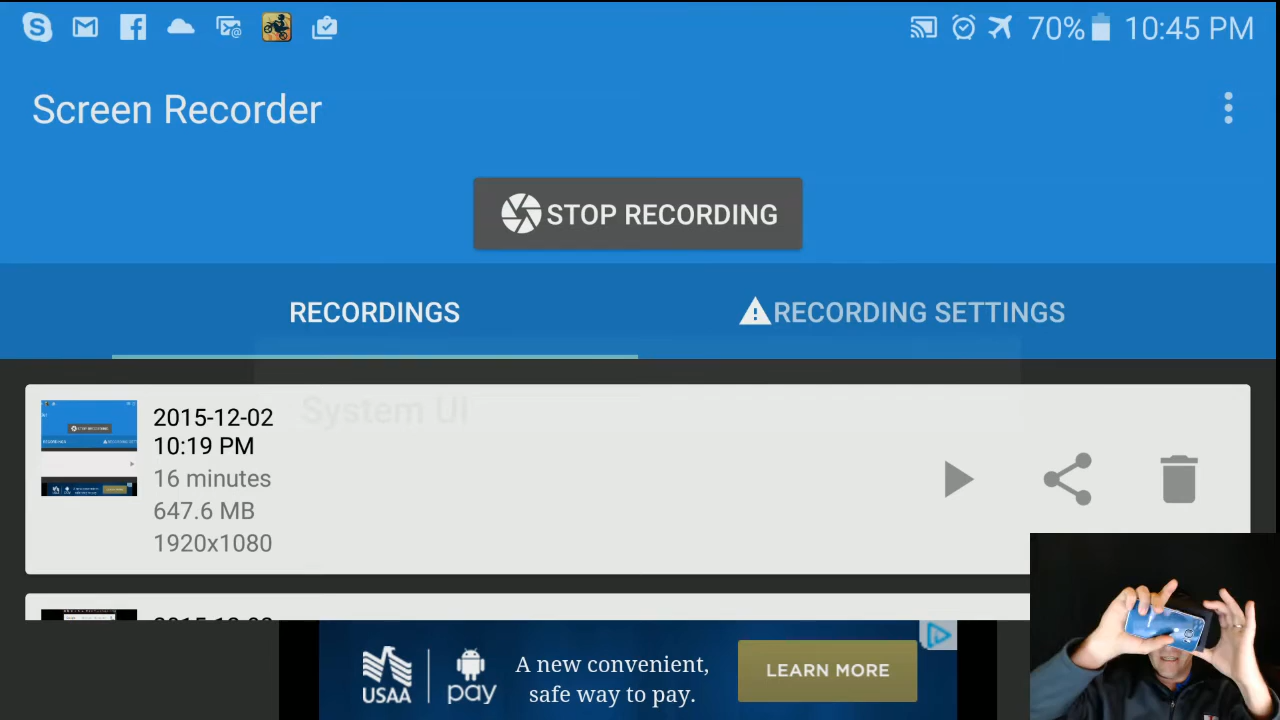 70% 10:45 PM
Screen Recorder
STOP RECORDING
RECORDINGS
RECORDING SETTINGS
System UI
2015-12-02
10:19 PM
16 minutes
647.6 MB
1920x1080
USAA
pay
A new convenient,
safe way to pay.
LEARN MORE